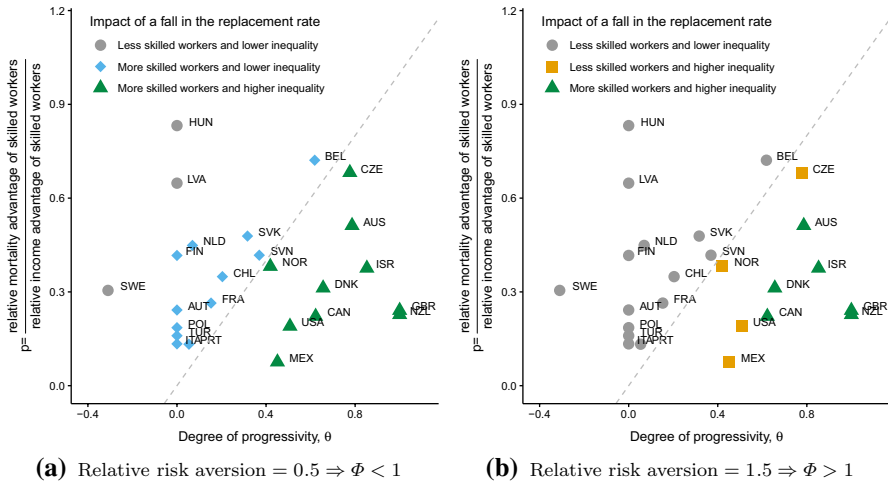 Impact of a fall in the replacement rate
Less skilled workers and lower inequality
More skilled workers and lower inequality
More skilled workers and higher inequality
p= relative mortality advantage of skilled workers
relative income advantage of skilled workers
1.2
0.9
0.6
0.3
0.0
HUN
LVA
BEL
CZE
AUS
SVK
NLD
FIN
SVN
NOR
ISR
CHL
SWE
DNK
FRA
AUT
CAN
GBR
NZL
POL
USA
TUR
ITA
PRT
MEX
−0.4 0.0 0.4 0.8
Degree of progressivity, θ
(a) Relative risk aversion = 0.5 ⇒ Φ < 1
Impact of a fall in the replacement rate
Less skilled workers and lower inequality
Less skilled workers and higher inequality
More skilled workers and higher inequality
p= relative mortality advantage of skilled workers
relative income advantage of skilled workers
1.2
0.9
0.6
0.3
0.0
HUN
LVA
BEL
CZE
AUS
SVK
NLD
FIN
SVN
NOR
ISR
CHL
SWE
DNK
FRA
AUT
CAN
GBR
NZL
POL
USA
TUR
ITA
PRT
MEX
−0.4 0.0 0.4 0.8
Degree of progressivity, θ
(b) Relative risk aversion = 1.5 ⇒ Φ > 1